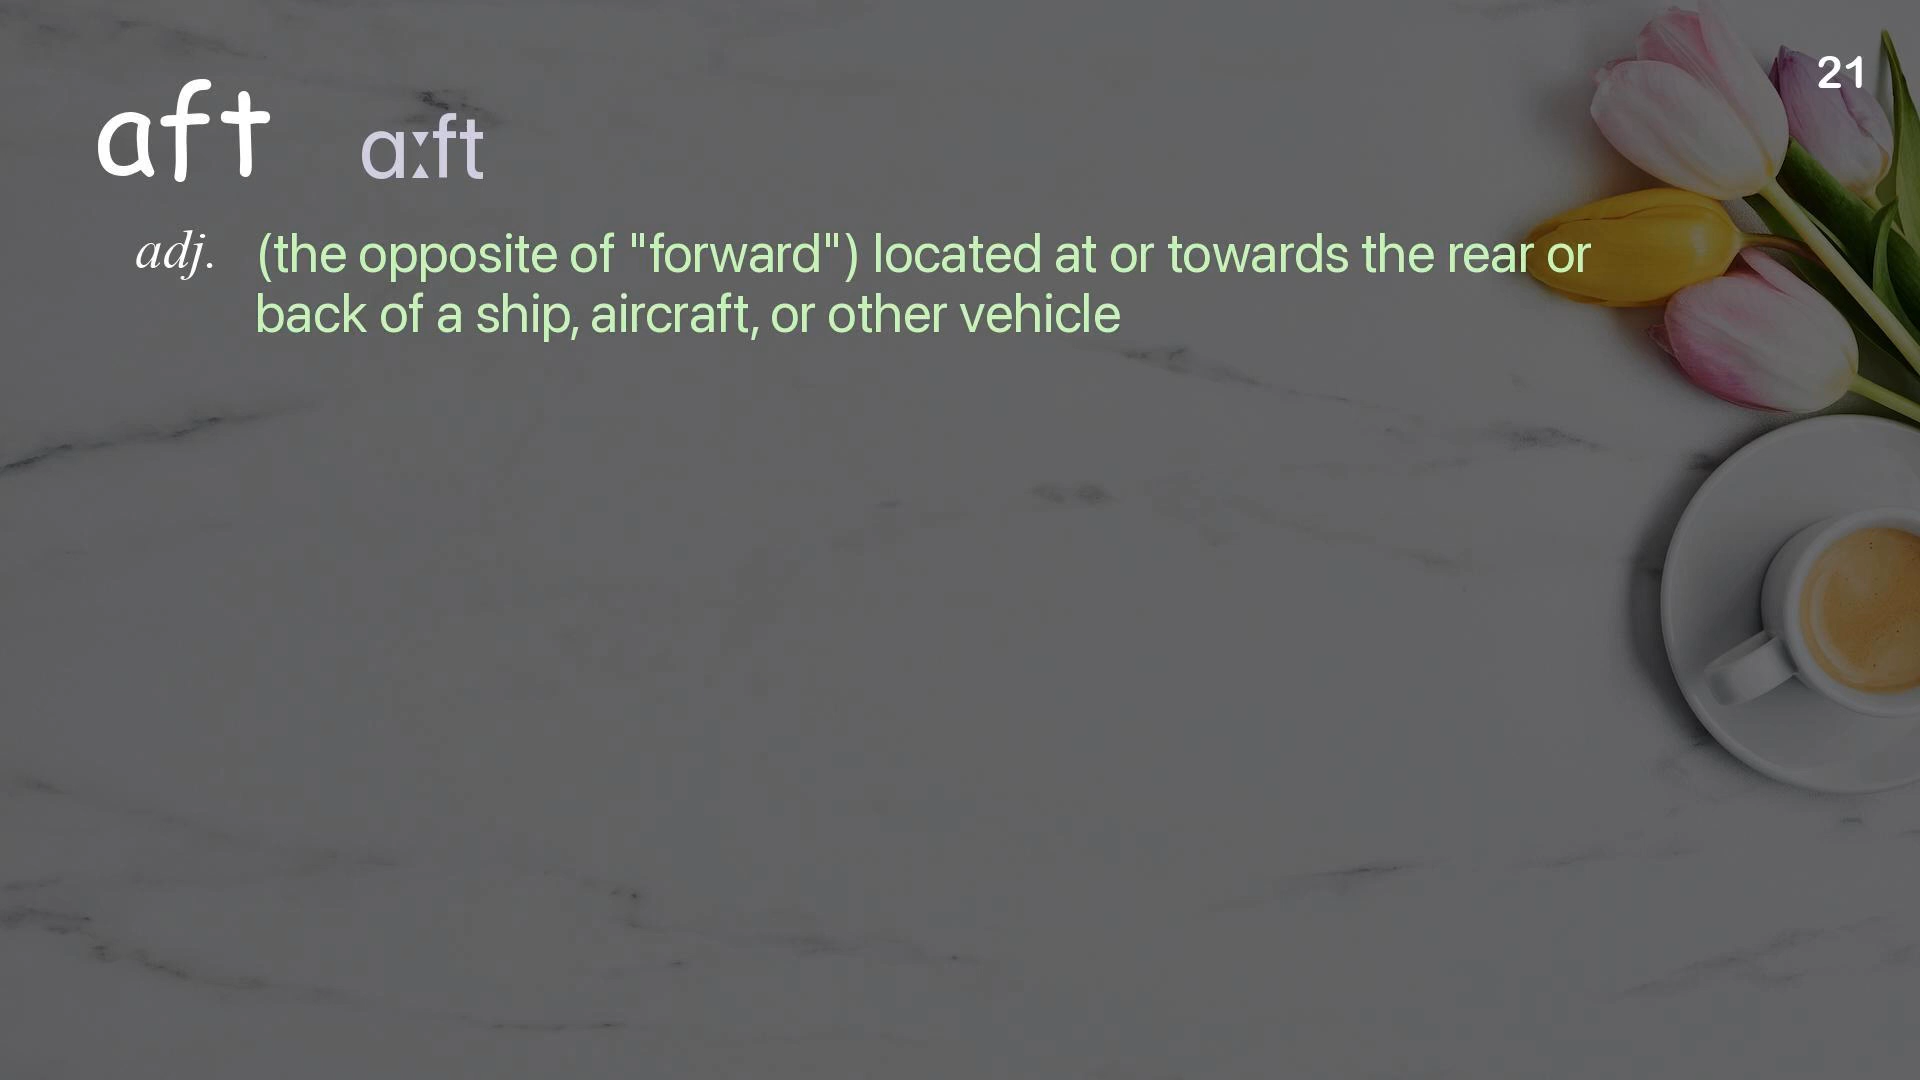 21
aft aːft
adj. (the opposite of "forward") located at or towards the rear or
back of a ship, aircraft, or other vehicle